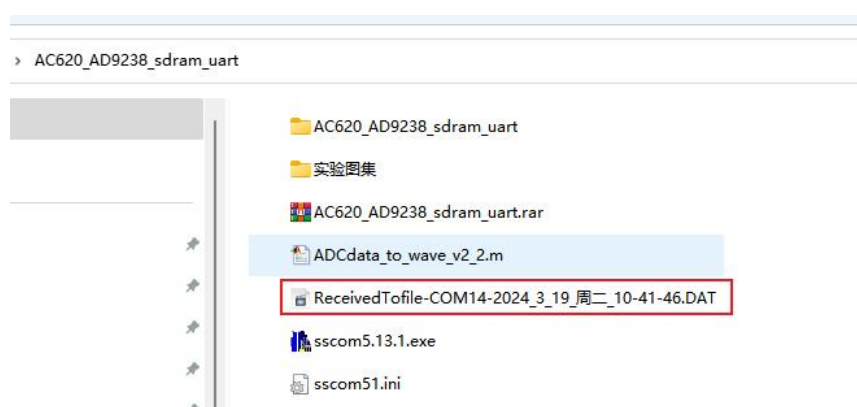 › AC620_AD9238_sdram_uart
AC620_AD9238_sdram_uart
实验图集
AC620_AD9238_sdram_uart.rar
ADCdata_to_wave_v2_2.m
ReceivedTofile-COM14-2024_3_19_周二_10-41-46.DAT
sscom5.13.1.exe
sscom51.ini